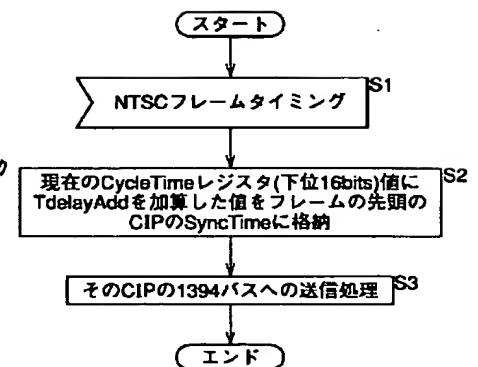 スタート
S1
NTSCフレームタイミング
S2
現在のCycleTimeレジスタ(下位16bits)値に
TdelayAddを加算した値をフレームの先頭の
CIPのSyncTimeに格納
S3
そのCIPの1394バスへの送信処理
エンド